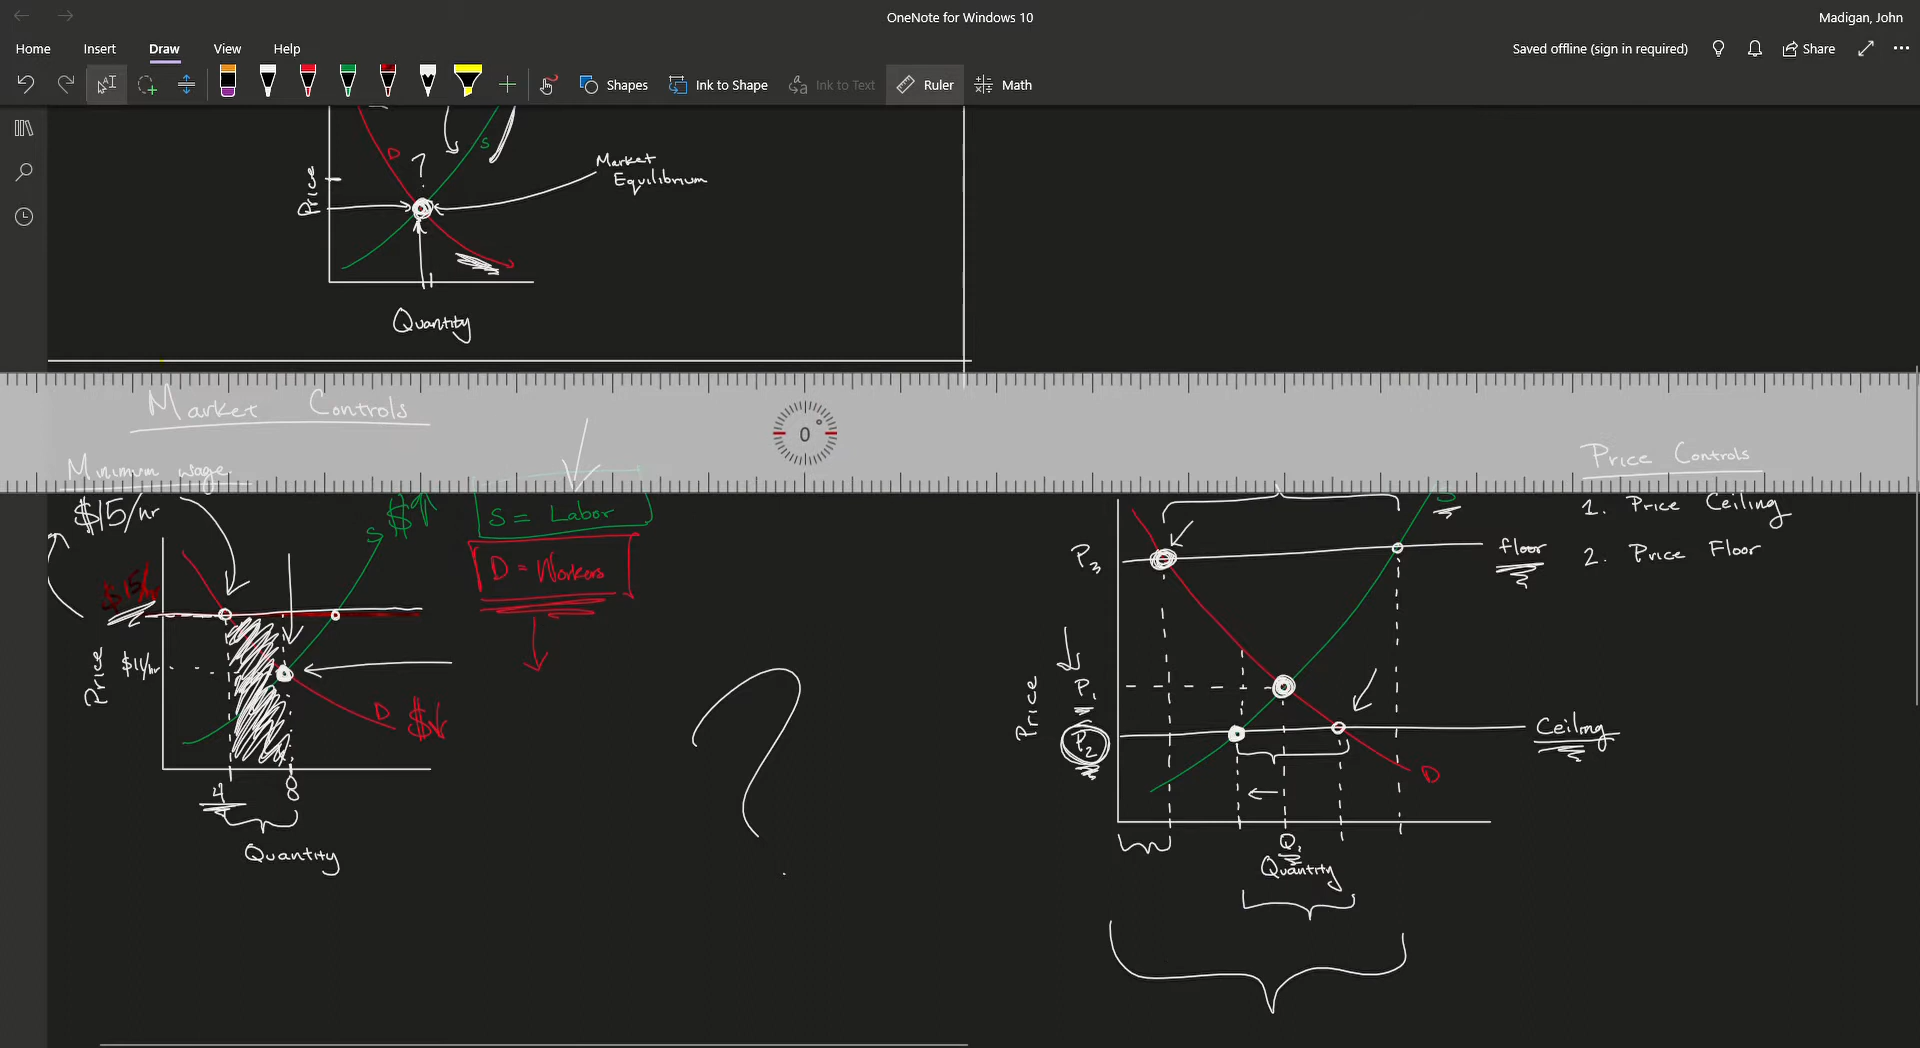 OneNote for Windows 10
Madigan, John
Home Insert Draw View Help
Saved offline (sign in required) Share
Shapes Ink to Shape Ink to Text Ruler Math
D ? S
Market
Equilibrium
Price
Quantity
Market Controls
0°
Price Controls
Minimum wage
$15/hr
S $
S = Labor
D = Workers
$15/hr
Price
$11/hr
D $
4 8
Quantity
?
1. Price Ceiling
2. Price Floor
S
P3
floor
Price
P1
P2
Ceiling
D
Q1
Quantity